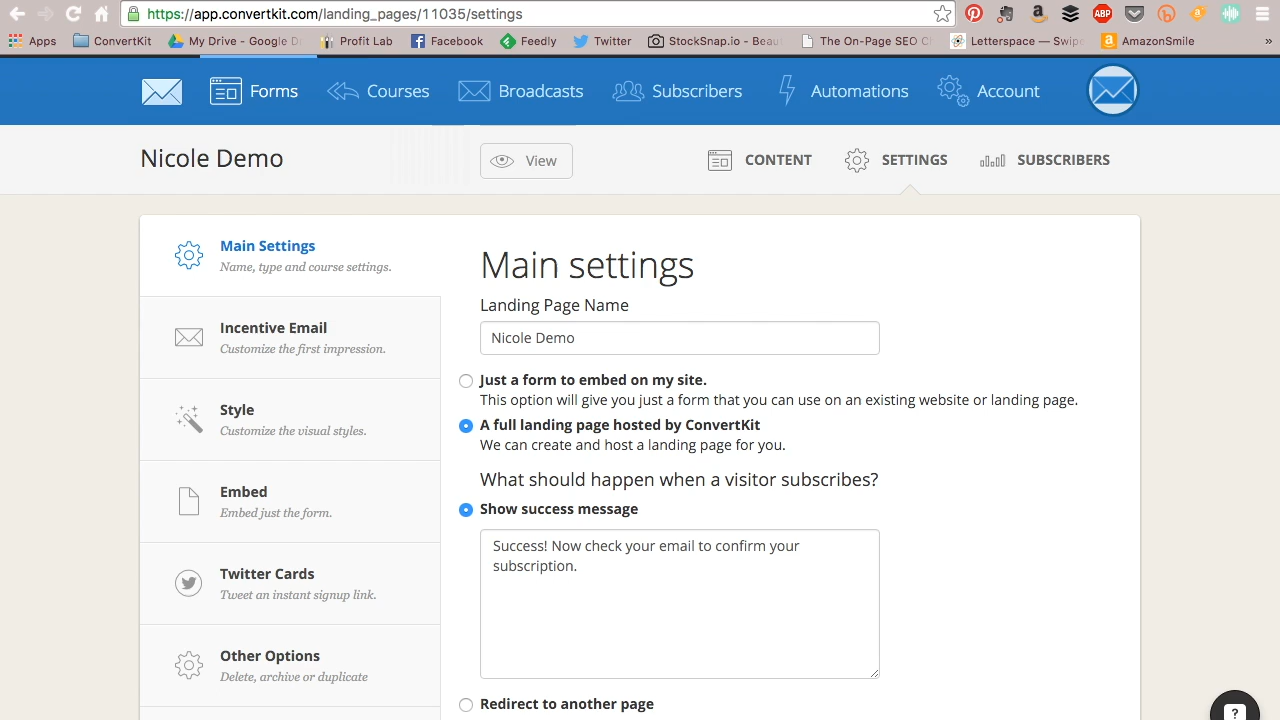 https://app.convertkit.com/landing_pages/11035/settings
ABP
Apps ConvertKit My Drive - Google Profit Lab Facebook Feedly Twitter StockSnap.io - Beau The On-Page SEO Letterspace — Swipe AmazonSmile »
Forms Courses Broadcasts Subscribers Automations Account
Nicole Demo View CONTENT SETTINGS SUBSCRIBERS
Main Settings
Name, type and course settings.
Incentive Email
Customize the first impression.
Style
Customize the visual styles.
Embed
Embed just the form.
Twitter Cards
Tweet an instant signup link.
Other Options
Delete, archive or duplicate
Main settings
Landing Page Name
Nicole Demo
Just a form to embed on my site.
This option will give you just a form that you can use on an existing website or landing page.
A full landing page hosted by ConvertKit
We can create and host a landing page for you.
What should happen when a visitor subscribes?
Show success message
Success! Now check your email to confirm your
subscription.
Redirect to another page
?